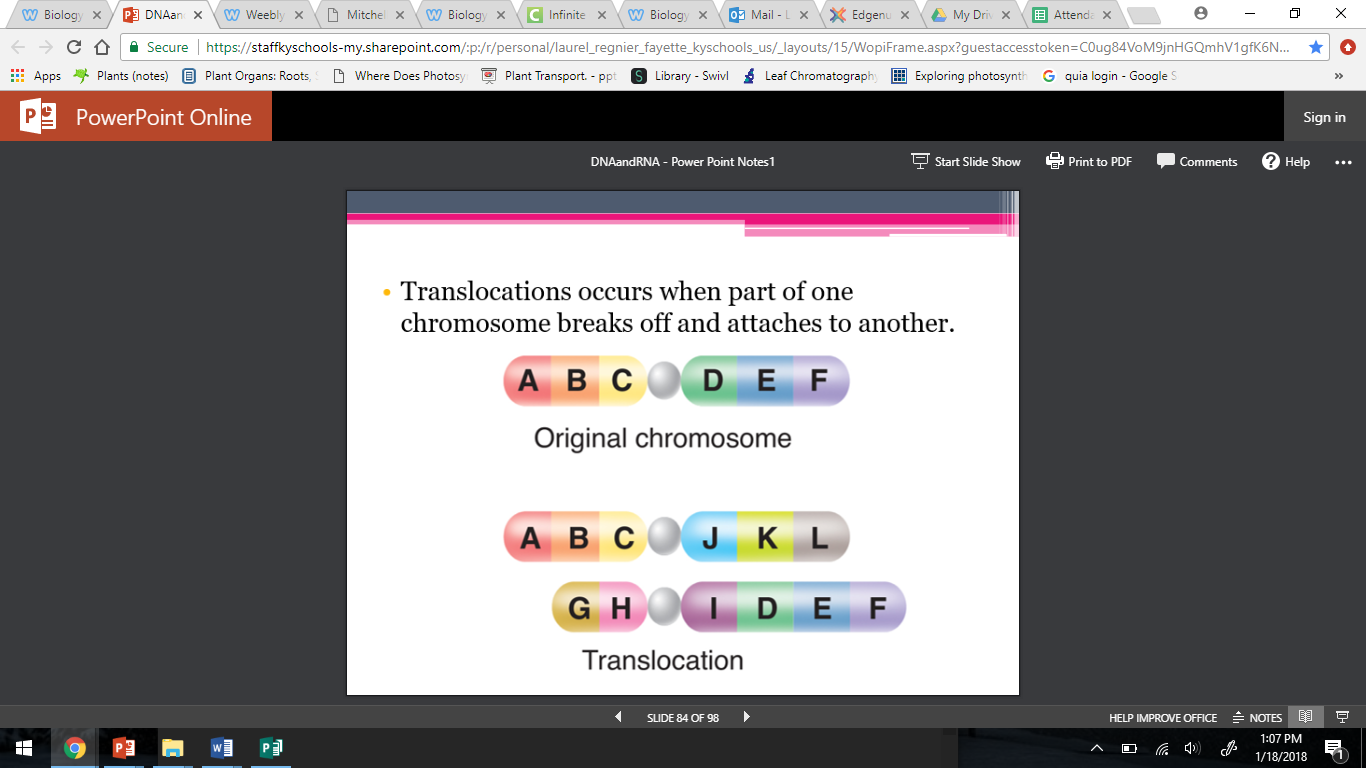 Biology
DNAan
Weekly
Mitchel
Biology
Infinite
Biology
Mail - L
Edgenu
My Driv
Attenda
Secure https://staffkyschools-my.sharepoint.com/:p:/r/personal/laurel_regnier_fayette_kyschools_us/_layouts/15/WopiFrame.aspx?guestaccesstoken=C0ug84VoM9jnHGQmhV1gfK6N...
Apps Plants (notes) Plant Organs: Roots, Where Does Photosy Plant Transport. - ppt Library - Swivl Leaf Chromatograph Exploring photosynth quia login - Google S »
PowerPoint Online
Sign in
DNAandRNA - Power Point Notes1
Start Slide Show Print to PDF Comments Help
• Translocations occurs when part of one
chromosome breaks off and attaches to another.
A B C D E F
Original chromosome
A B C J K L
G H I D E F
Translocation
SLIDE 84 OF 98
HELP IMPROVE OFFICE NOTES
1:07 PM
1/18/2018
1